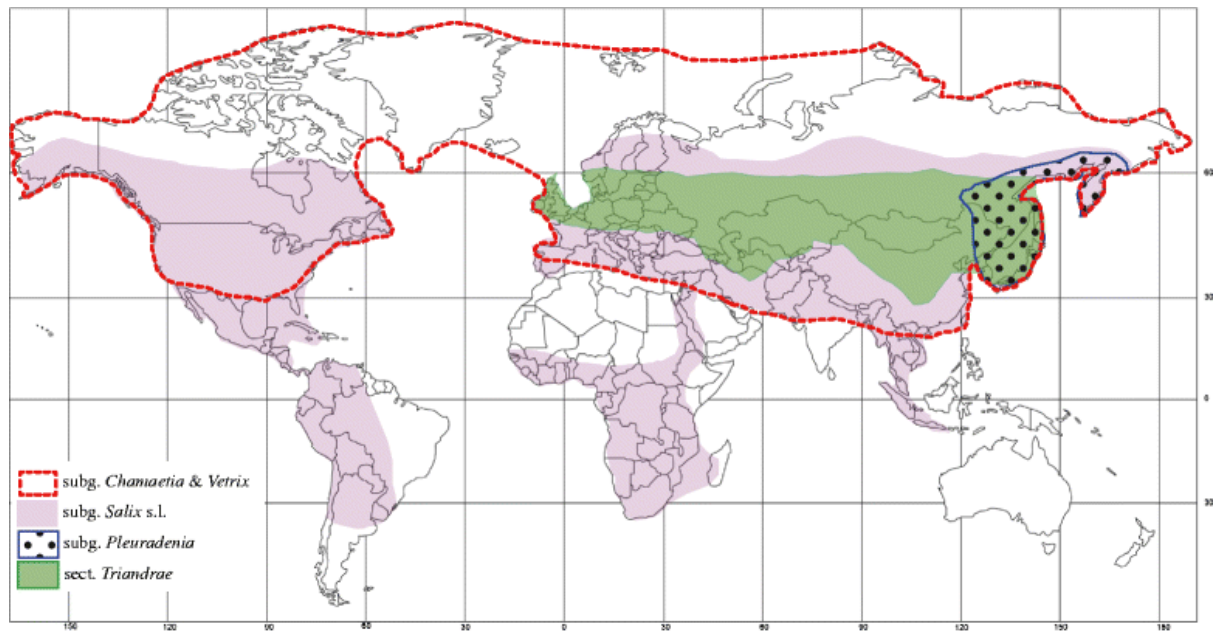 60
30
0
subg. Chamaetia & Vetrix
30
subg. Salix s.l.
subg. Pleuradenia
sect. Triandrae
150 120 90 60 30 0 30 60 90 120 150 180